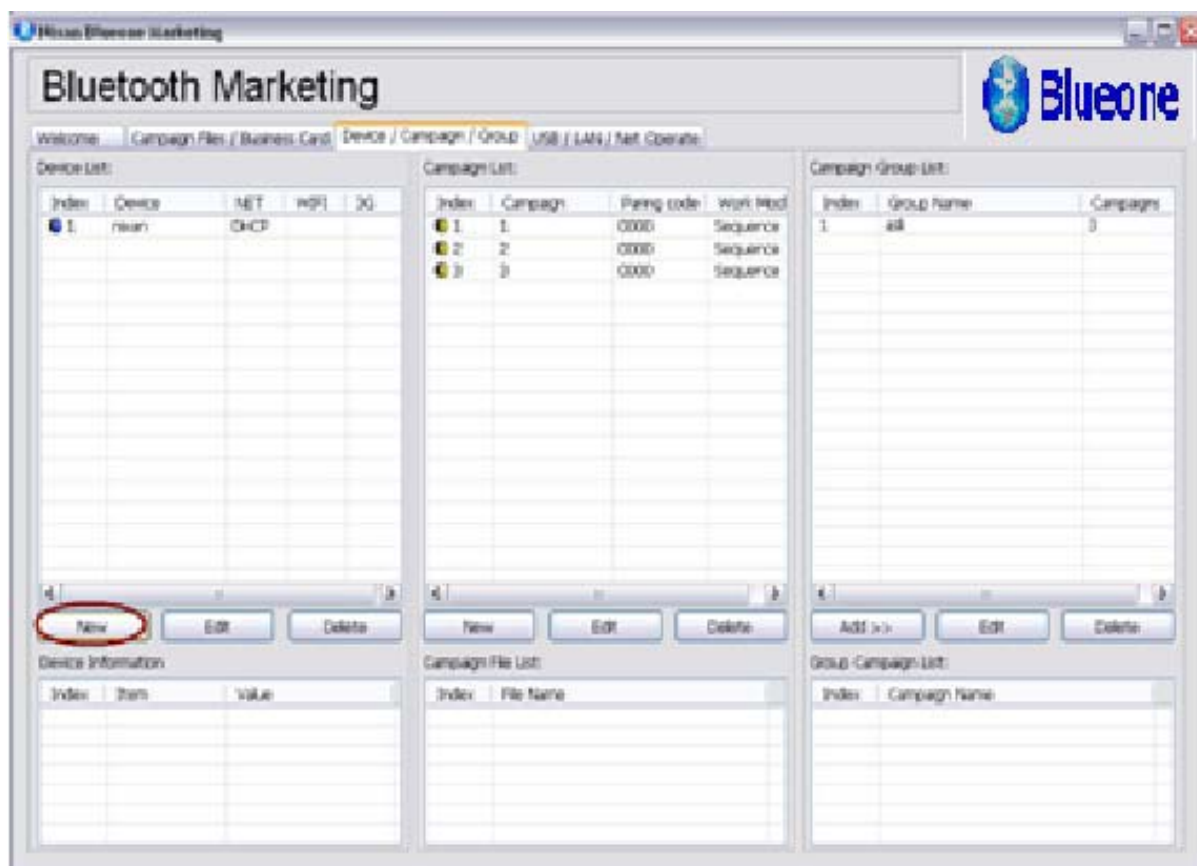 Blueone Marketing
Bluetooth Marketing
Blueone
Welcome Campaign Files / Business Card Device / Campaign / Group USB / LAN / Net Operate
Device List:
Index Device NET WIFI 3G
1 DHCP
New Edit Delete
Device Information
Index Item Value
Campaign List:
Index Campaign Paring code Work Mod
1 1 0000 Sequence
2 2 0000 Sequence
3 3 0000 Sequence
New Edit Delete
Campaign File List:
Index File Name
Campaign Group List:
Index Group Name Campaigns
1 3
Add >> Edit Delete
Group Campaign List:
Index Campaign Name